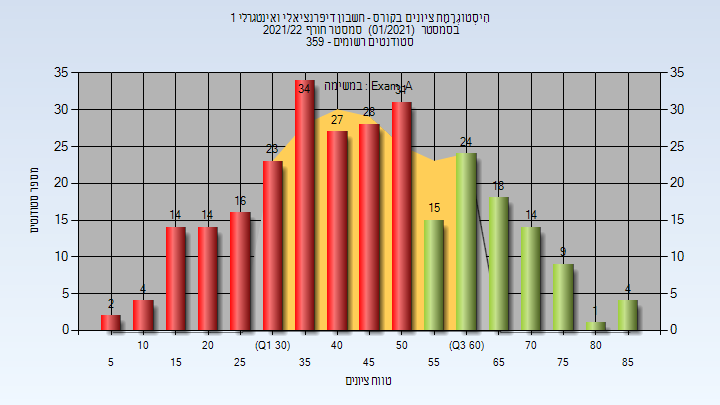 היסטוגרמת ציונים בקורס - חשבון דיפרנציאלי ואינטגרלי 1
בסמסטר (01/2021) סמסטר חורף 2021/22
סטודנטים רשומים - 359
במשימה : Exam A
מספר סטודנטים
35 30 25 20 15 10 5 0
2 4 14 14 16 23 34 27 28 31 15 24 18 14 9 1 4
35 30 25 20 15 10 5 0
10 20 (Q1 30) 40 50 (Q3 60) 70 80
5 15 25 35 45 55 65 75 85
טווח ציונים